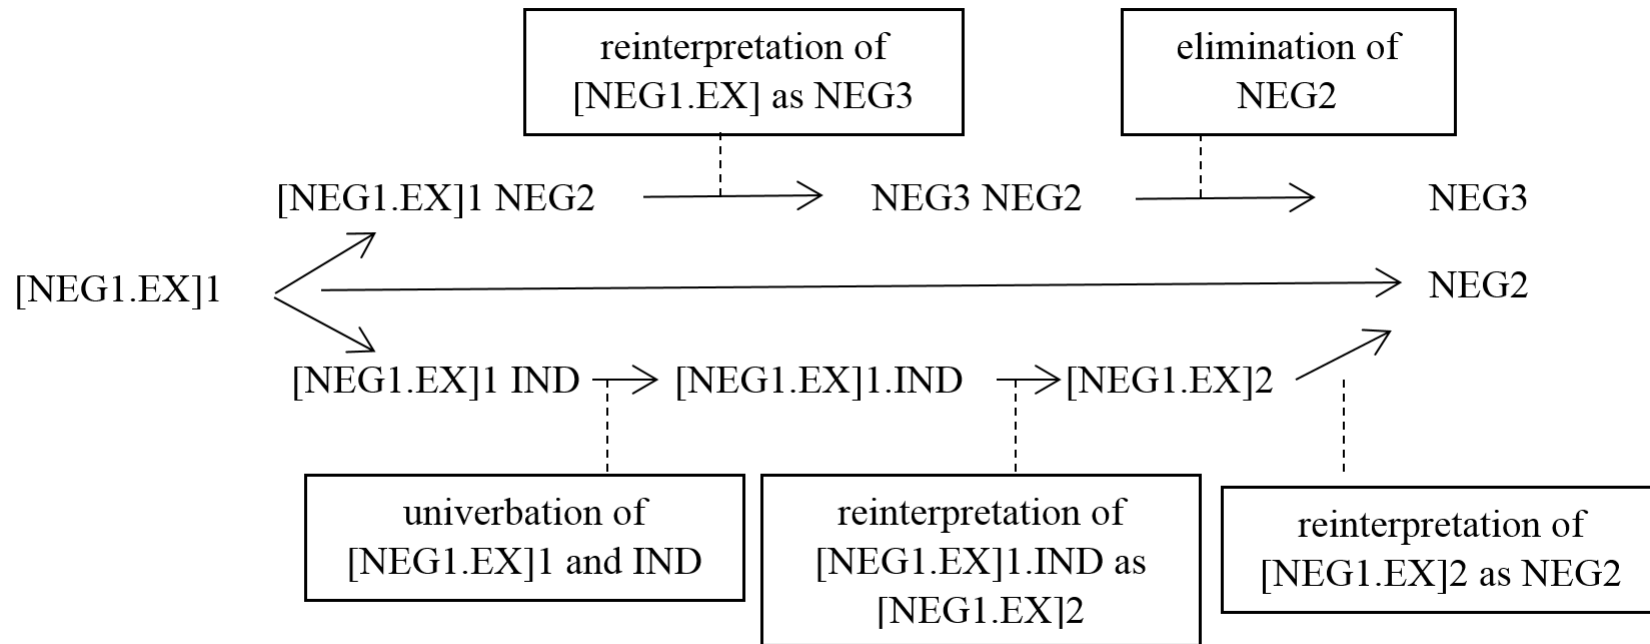 reinterpretation of
[NEG1.EX] as NEG3
elimination of
NEG2
[NEG1.EX]1 NEG2
NEG3 NEG2
NEG3
[NEG1.EX]1
NEG2
[NEG1.EX]1 IND
[NEG1.EX]1.IND
[NEG1.EX]2
univerbation of
[NEG1.EX]1 and IND
reinterpretation of
[NEG1.EX]1.IND as
[NEG1.EX]2
reinterpretation of
[NEG1.EX]2 as NEG2